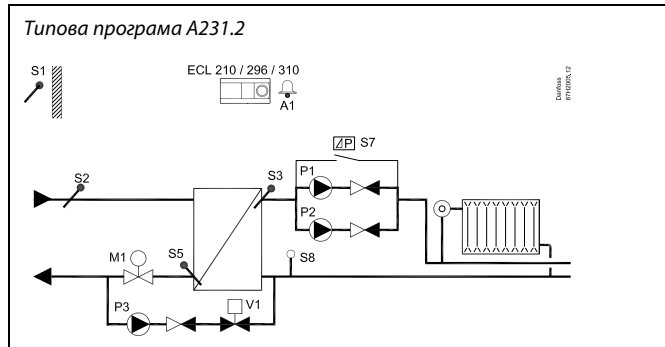 Типова програма A231.2
S1
ECL 210 / 296 / 310
A1
Danfoss
87H2005.12
P S7
S2
S3
P1
P2
M1
S5
S8
P3
V1